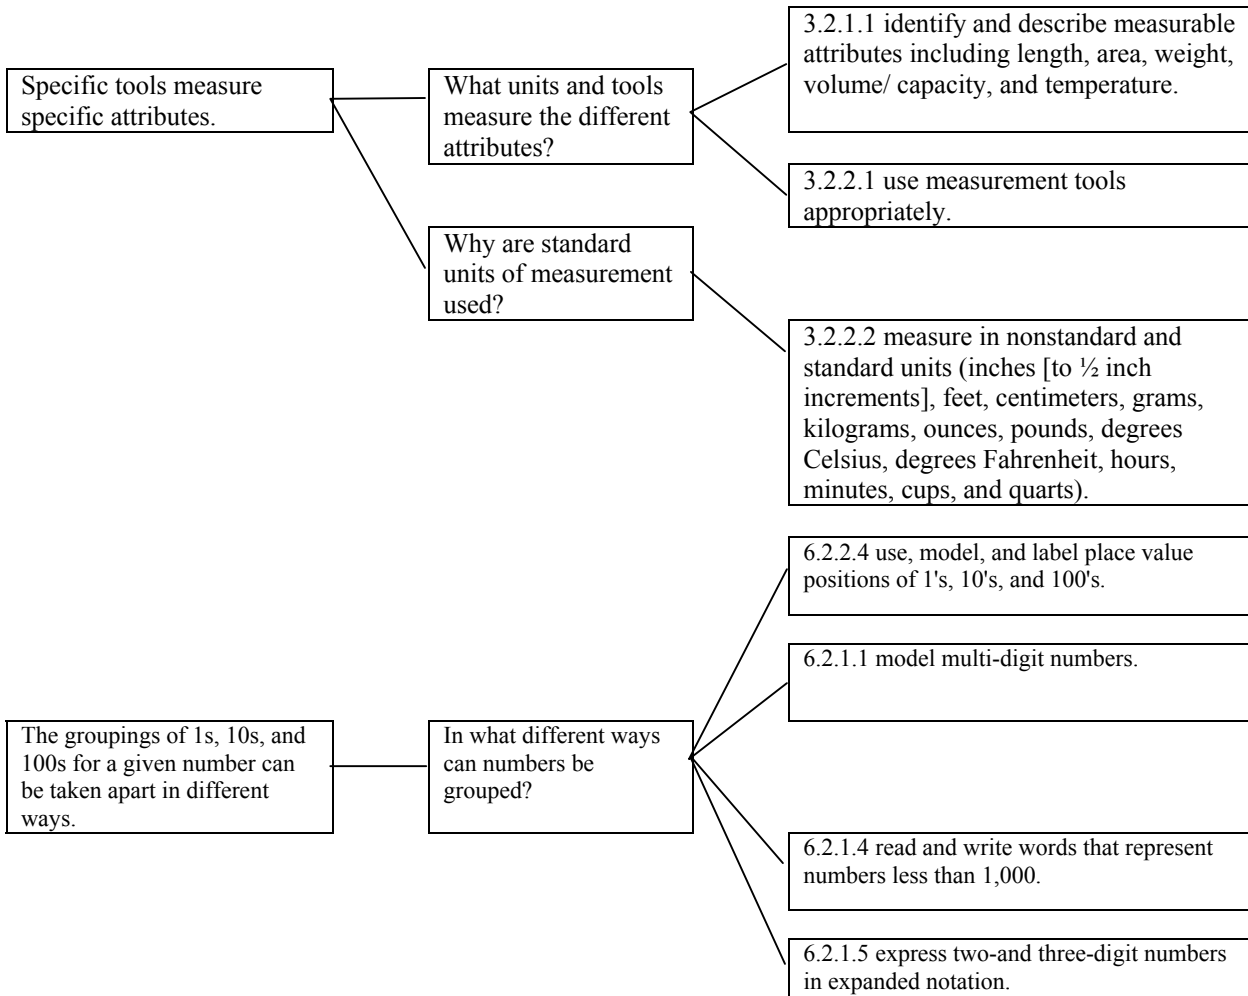 Specific tools measure
specific attributes.
What units and tools
measure the different
attributes?
3.2.1.1 identify and describe measurable
attributes including length, area, weight,
volume/ capacity, and temperature.
3.2.2.1 use measurement tools
appropriately.
Why are standard
units of measurement
used?
3.2.2.2 measure in nonstandard and
standard units (inches [to ½ inch
increments], feet, centimeters, grams,
kilograms, ounces, pounds, degrees
Celsius, degrees Fahrenheit, hours,
minutes, cups, and quarts).
The groupings of 1s, 10s, and
100s for a given number can
be taken apart in different
ways.
In what different ways
can numbers be
grouped?
6.2.2.4 use, model, and label place value
positions of 1's, 10's, and 100's.
6.2.1.1 model multi-digit numbers.
6.2.1.4 read and write words that represent
numbers less than 1,000.
6.2.1.5 express two-and three-digit numbers
in expanded notation.